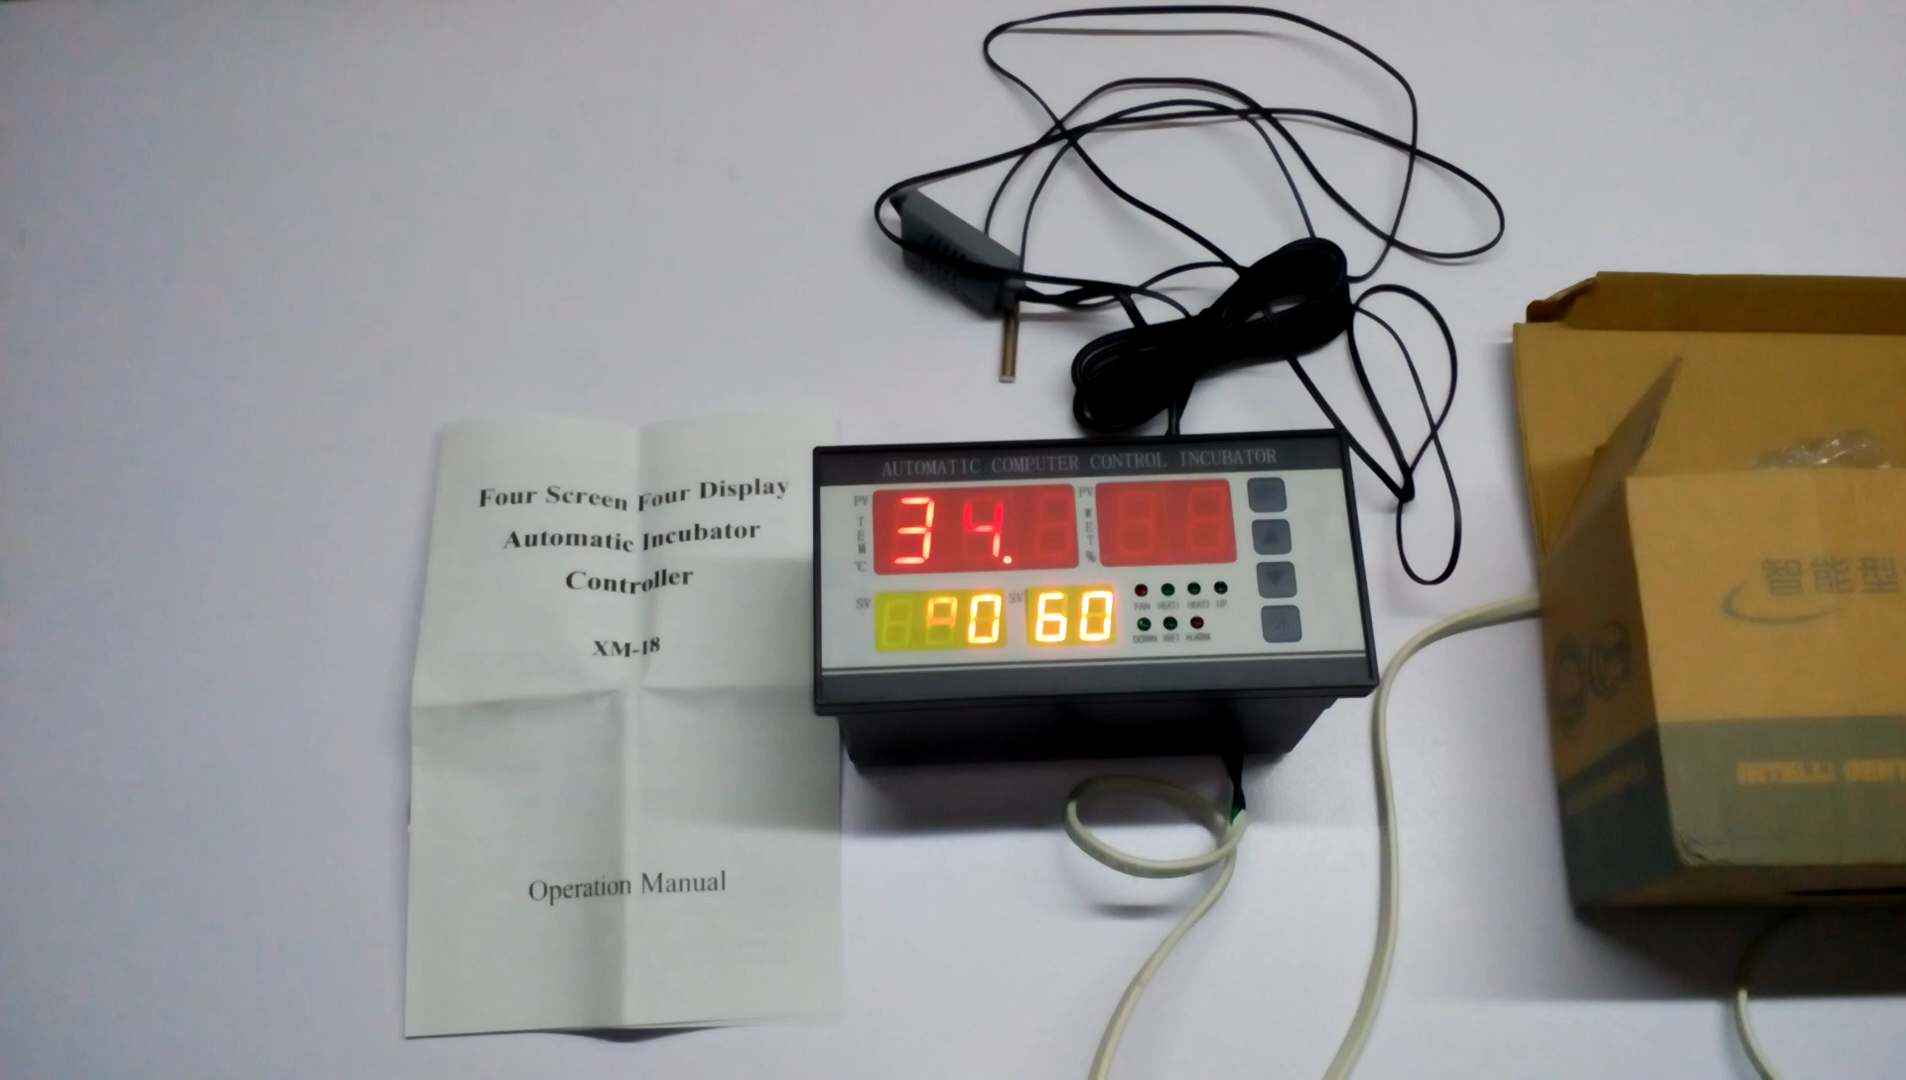 Four Screen Four Display
Automatic Incubator
Controller
XM-18
Operation Manual
AUTOMATIC COMPUTER CONTROL INCUBATOR
PV
TEM
℃
34.
PV
WET
%
SV
0
SV
60
FAN HEAT1 HEAT2 UP
DOWN WET ALARM
智能型